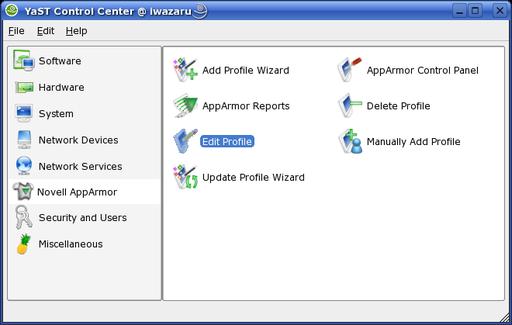 YaST Control Center @ iwazaru
File Edit Help
Software
Hardware
System
Network Devices
Network Services
Novell AppArmor
Security and Users
Miscellaneous
Add Profile Wizard
AppArmor Control Panel
AppArmor Reports
Delete Profile
Edit Profile
Manually Add Profile
Update Profile Wizard